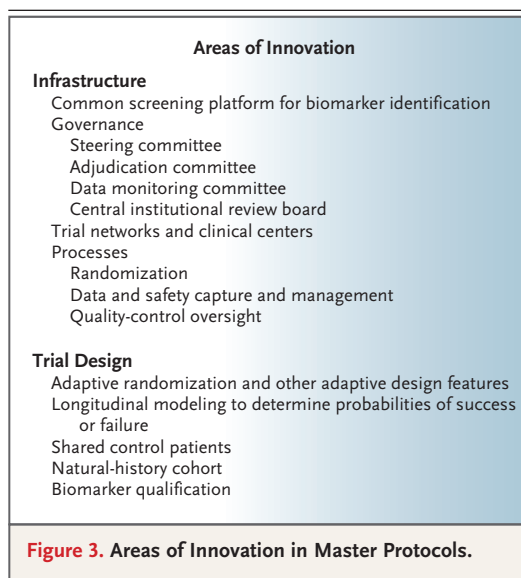 Areas of Innovation
Infrastructure
Common screening platform for biomarker identification
Governance
Steering committee
Adjudication committee
Data monitoring committee
Central institutional review board
Trial networks and clinical centers
Processes
Randomization
Data and safety capture and management
Quality-control oversight
Trial Design
Adaptive randomization and other adaptive design features
Longitudinal modeling to determine probabilities of success
or failure
Shared control patients
Natural-history cohort
Biomarker qualification
Figure 3. Areas of Innovation in Master Protocols.